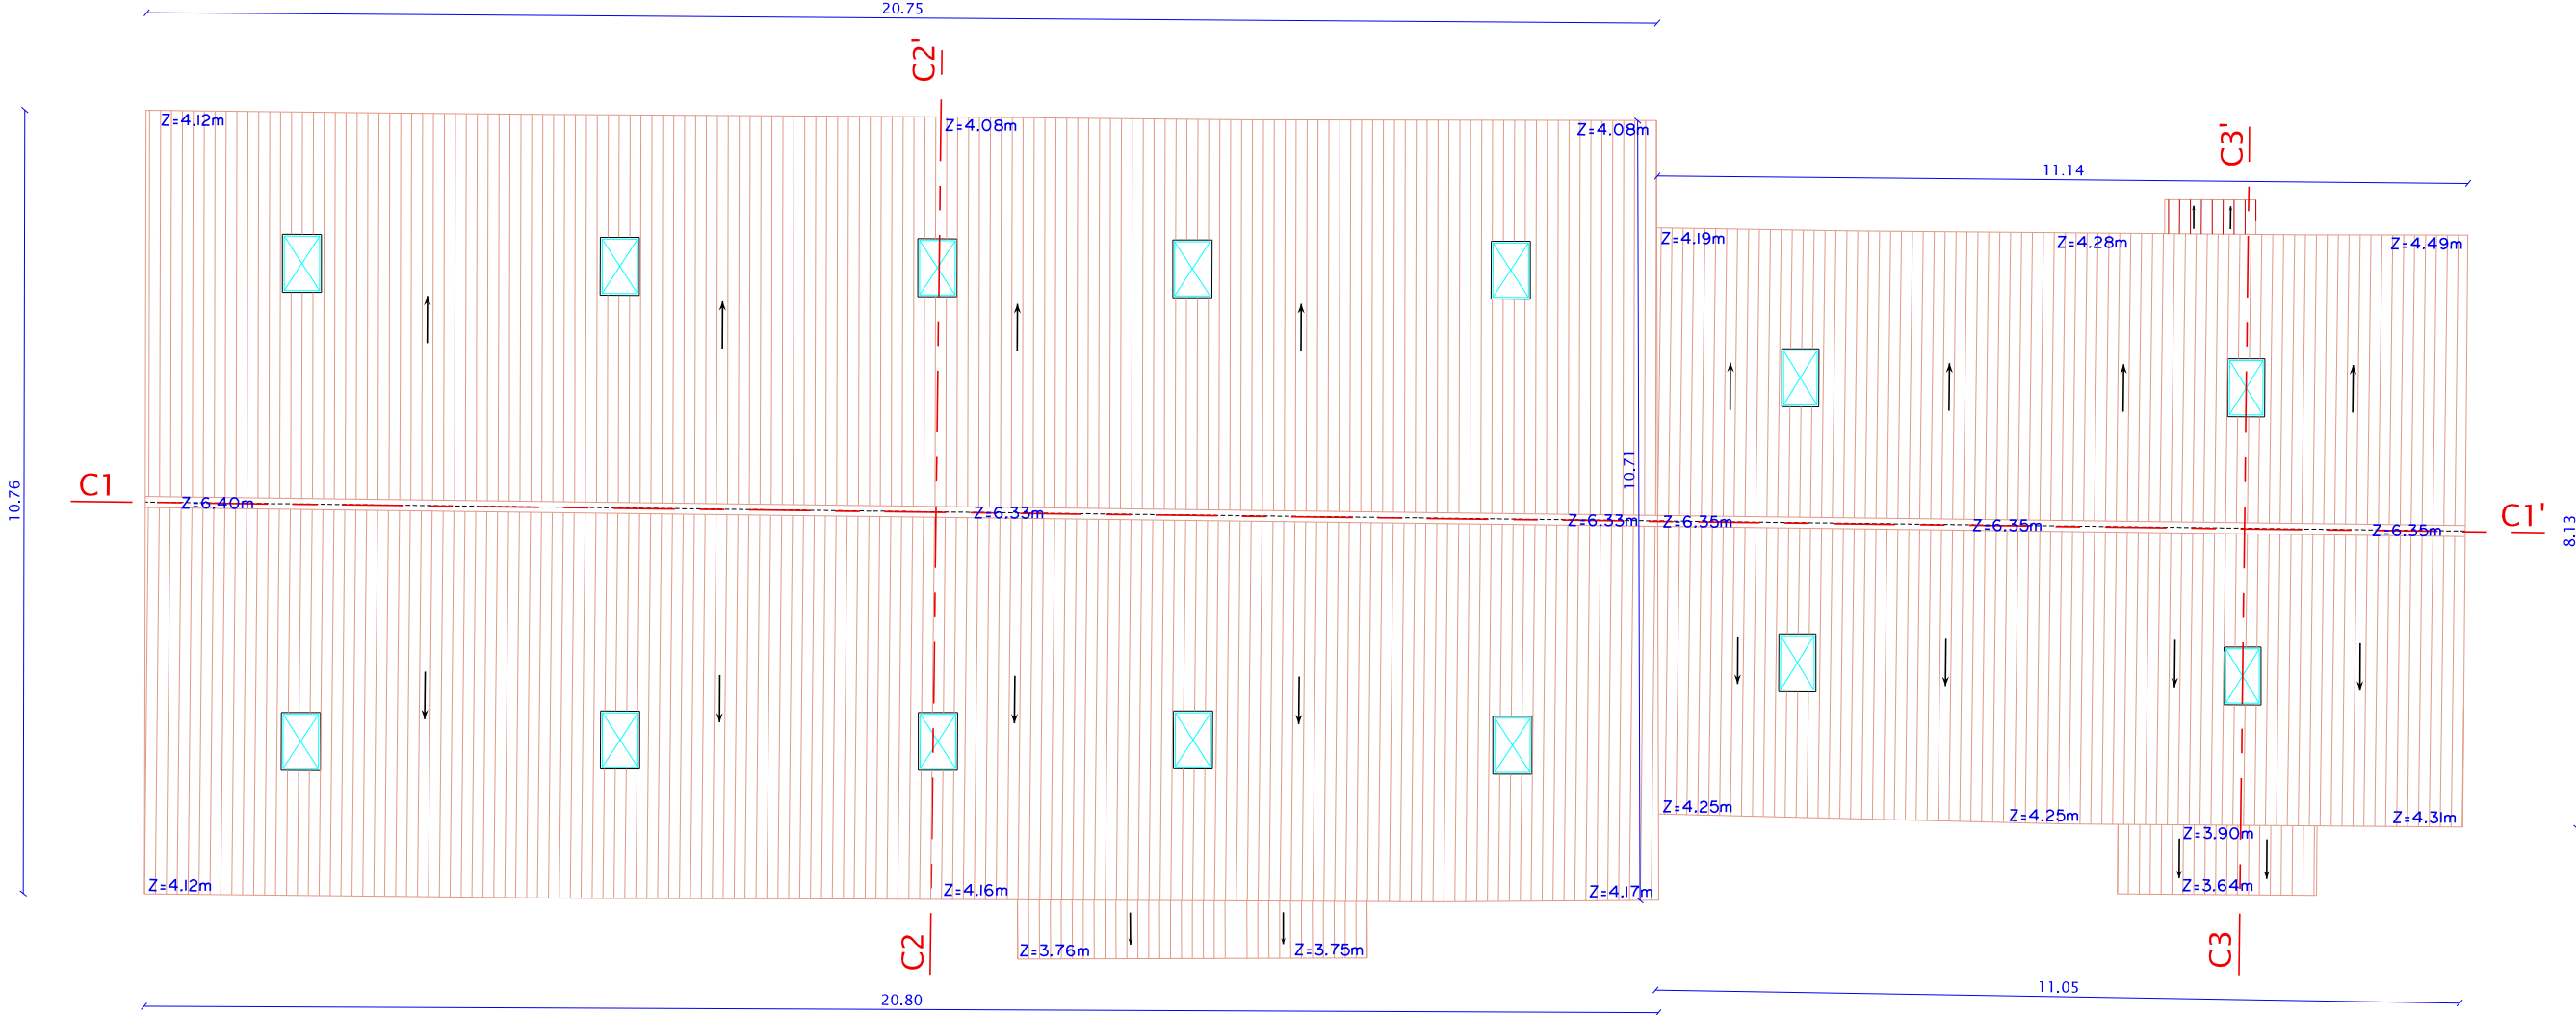 20.75
C2'
Z=4.12m
Z=4.08m
Z=4.08m
C3'
11.14
Z=4.19m
Z=4.28m
Z=4.49m
10.76
10.71
C1
Z=6.40m
Z=6.33m
Z=6.33m
Z=6.35m
Z=6.35m
Z=6.35m
C1'
8.13
Z=4.25m
Z=4.25m
Z=4.31m
Z=3.90m
Z=4.12m
Z=4.16m
Z=4.17m
Z=3.64m
C2
Z=3.76m
Z=3.75m
C3
20.80
11.05